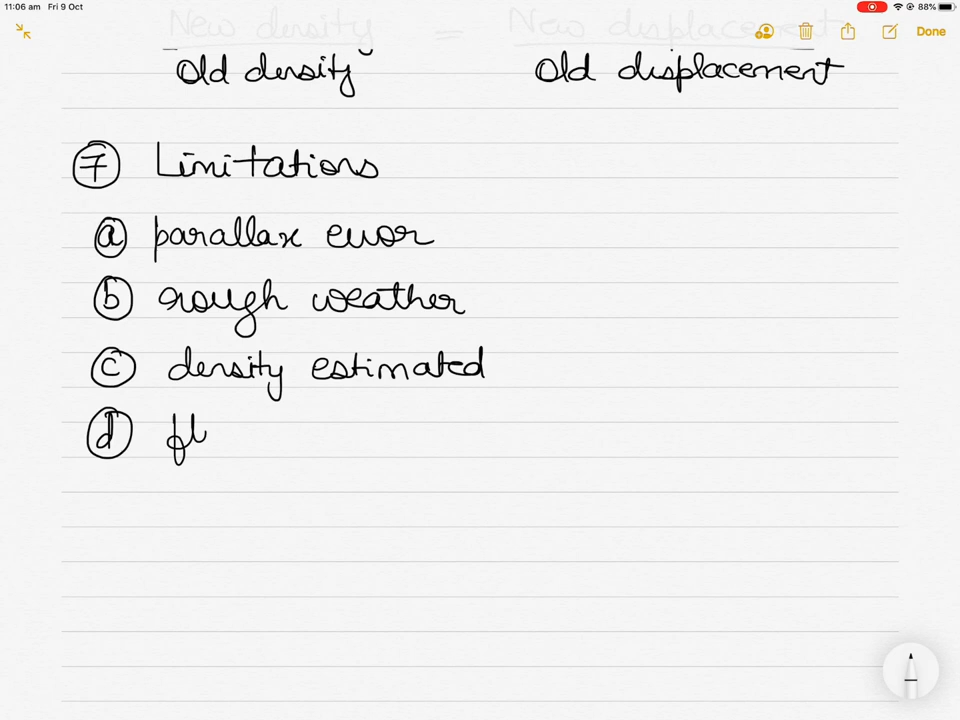 11:06 am Fri 9 Oct 88%
Done
New density = New displacement
Old density Old displacement
7 Limitations
a parallax error
b rough weather
c density estimated
d fl